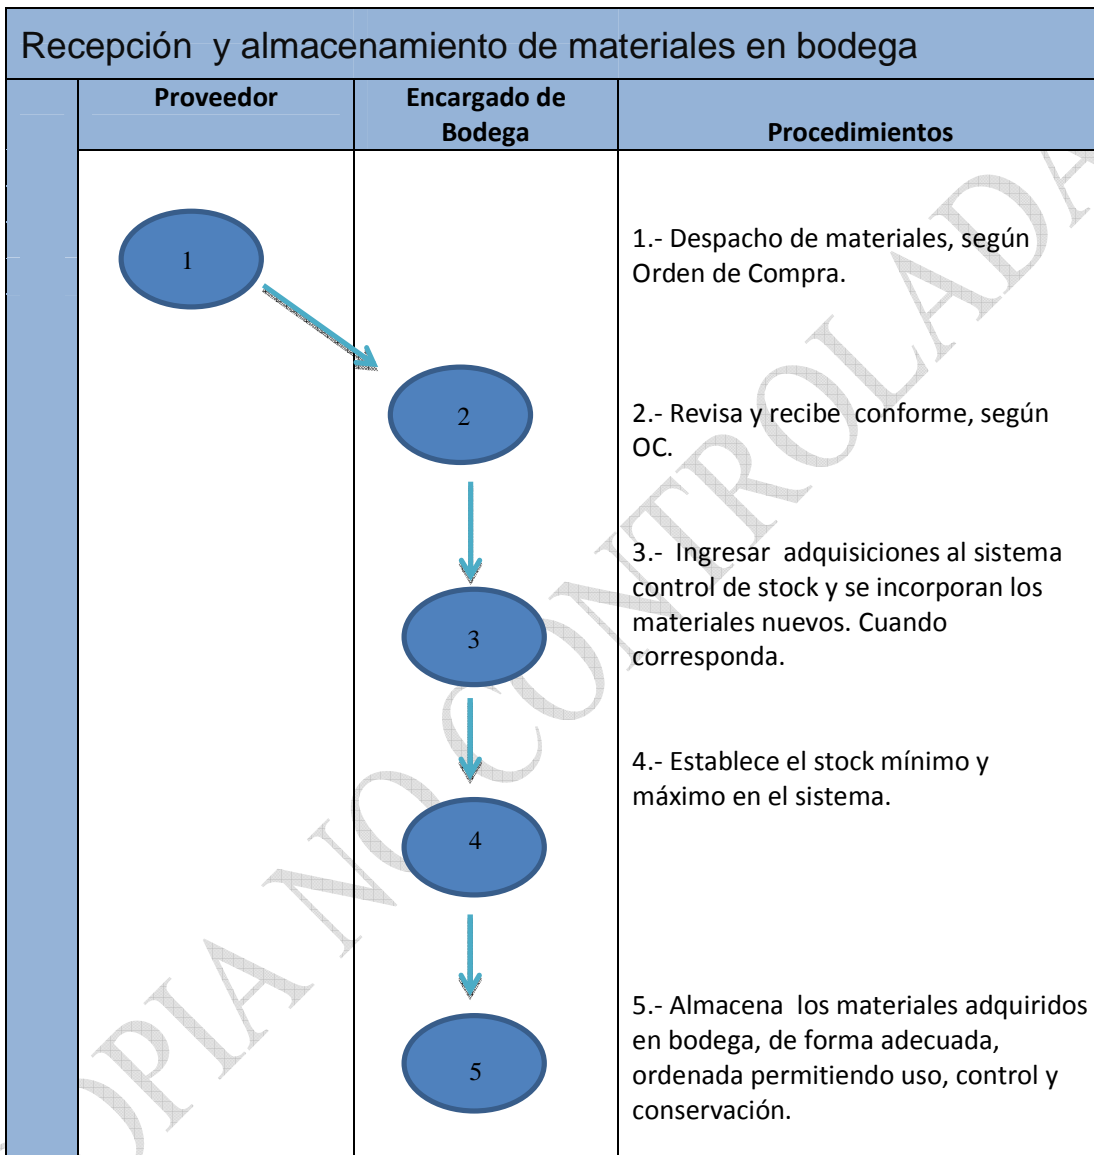 Recepción y almacenamiento de materiales en bodega
Proveedor
Encargado de
Bodega
Procedimientos
1
1.- Despacho de materiales, según
Orden de Compra.
2
2.- Revisa y recibe conforme, según
OC.
3
3.- Ingresar adquisiciones al sistema
control de stock y se incorporan los
materiales nuevos. Cuando
corresponda.
4
4.- Establece el stock mínimo y
máximo en el sistema.
5
5.- Almacena los materiales adquiridos
en bodega, de forma adecuada,
ordenada permitiendo uso, control y
conservación.
OPIA NO CONTROLADA